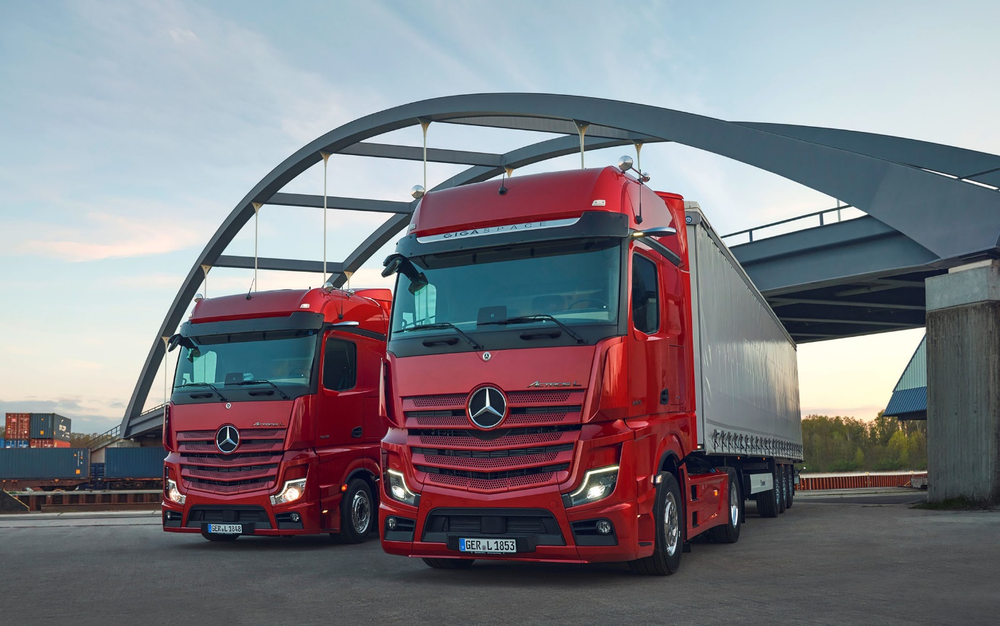 GIGASPACE
Actros L
Actros L
GER L 1848
GER L 1853